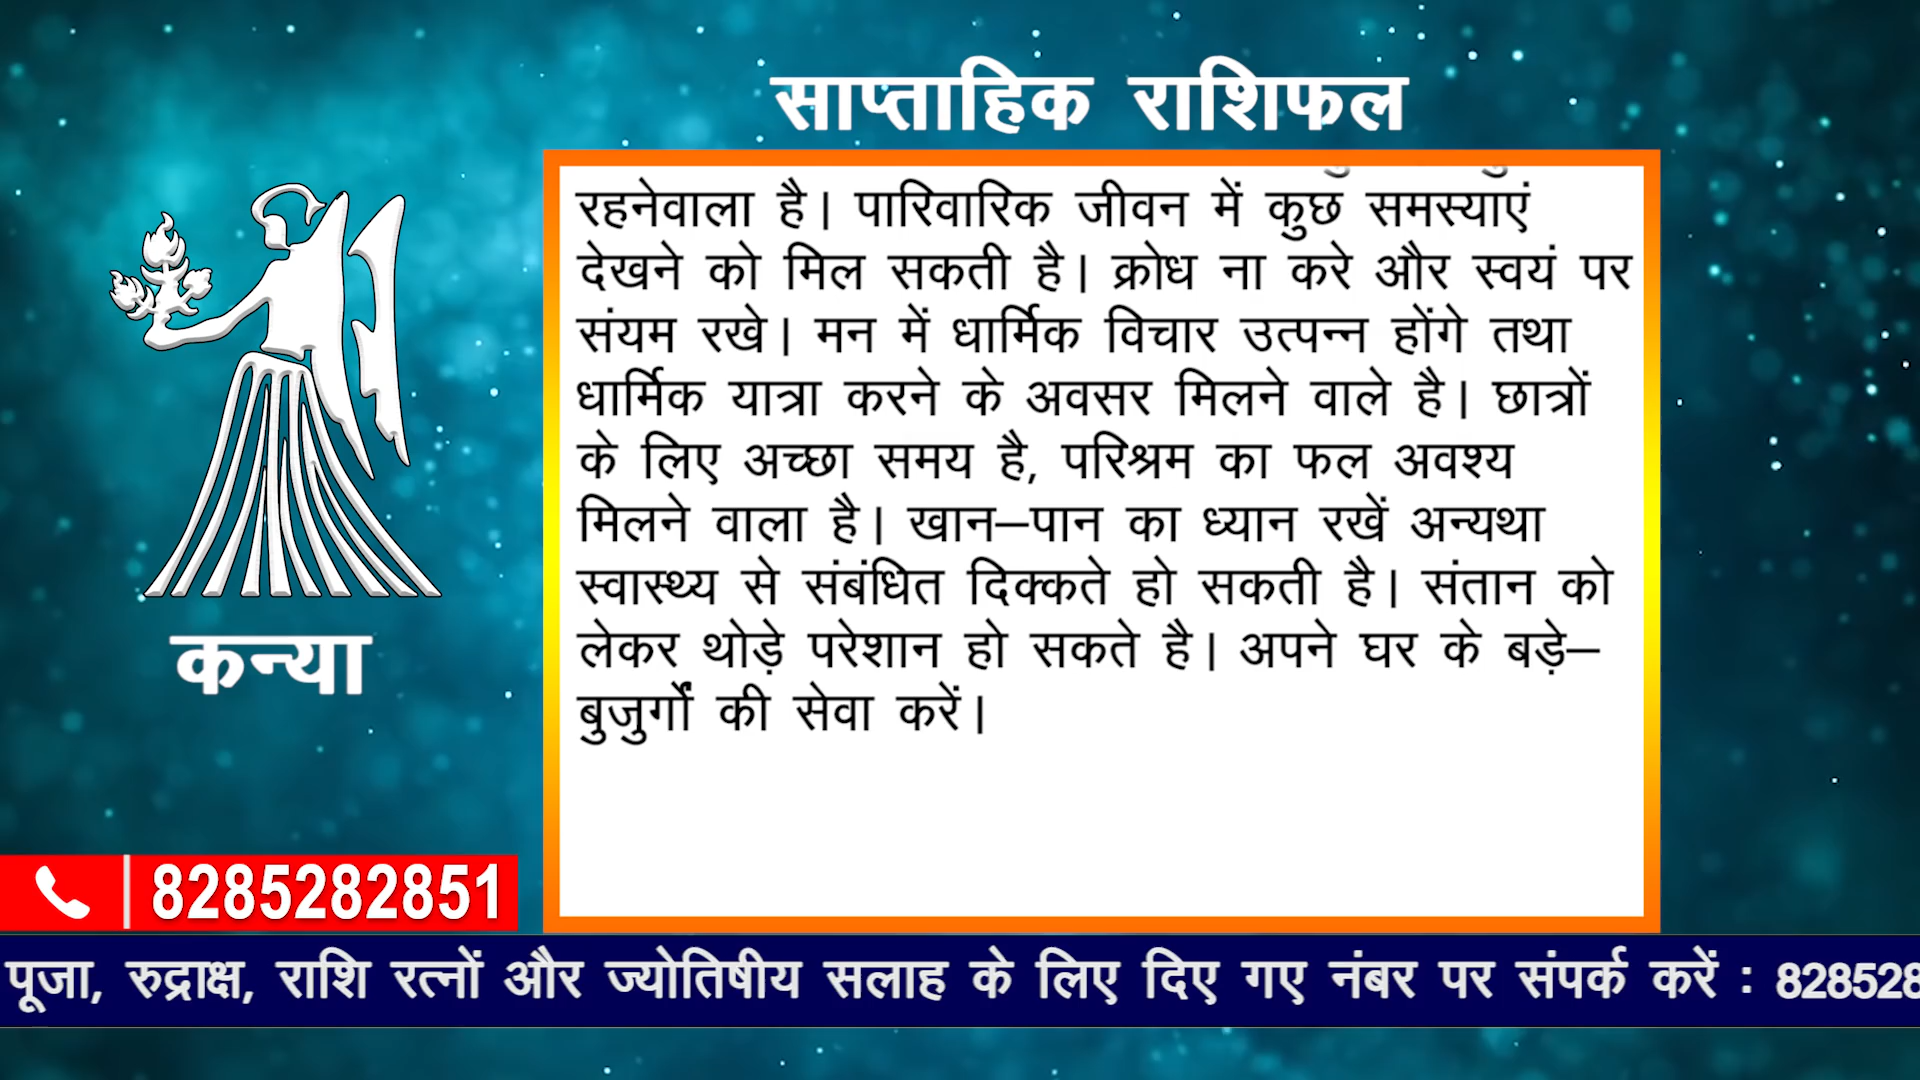 साप्ताहिक राशिफल
रहनेवाला है। पारिवारिक जीवन में कुछ समस्याएं
देखने को मिल सकती है। क्रोध ना करे और स्वयं पर
संयम रखे। मन में धार्मिक विचार उत्पन्न होंगे तथा
धार्मिक यात्रा करने के अवसर मिलने वाले है। छात्रों
के लिए अच्छा समय है, परिश्रम का फल अवश्य
मिलने वाला है। खान–पान का ध्यान रखें अन्यथा
स्वास्थ्य से संबंधित दिक्कते हो सकती है। संतान को
लेकर थोड़े परेशान हो सकते है। अपने घर के बड़े–
बुजुर्गों की सेवा करें।
कन्या
8285282851
पूजा, रुद्राक्ष, राशि रत्नों और ज्योतिषीय सलाह के लिए दिए गए नंबर पर संपर्क करें : 828528